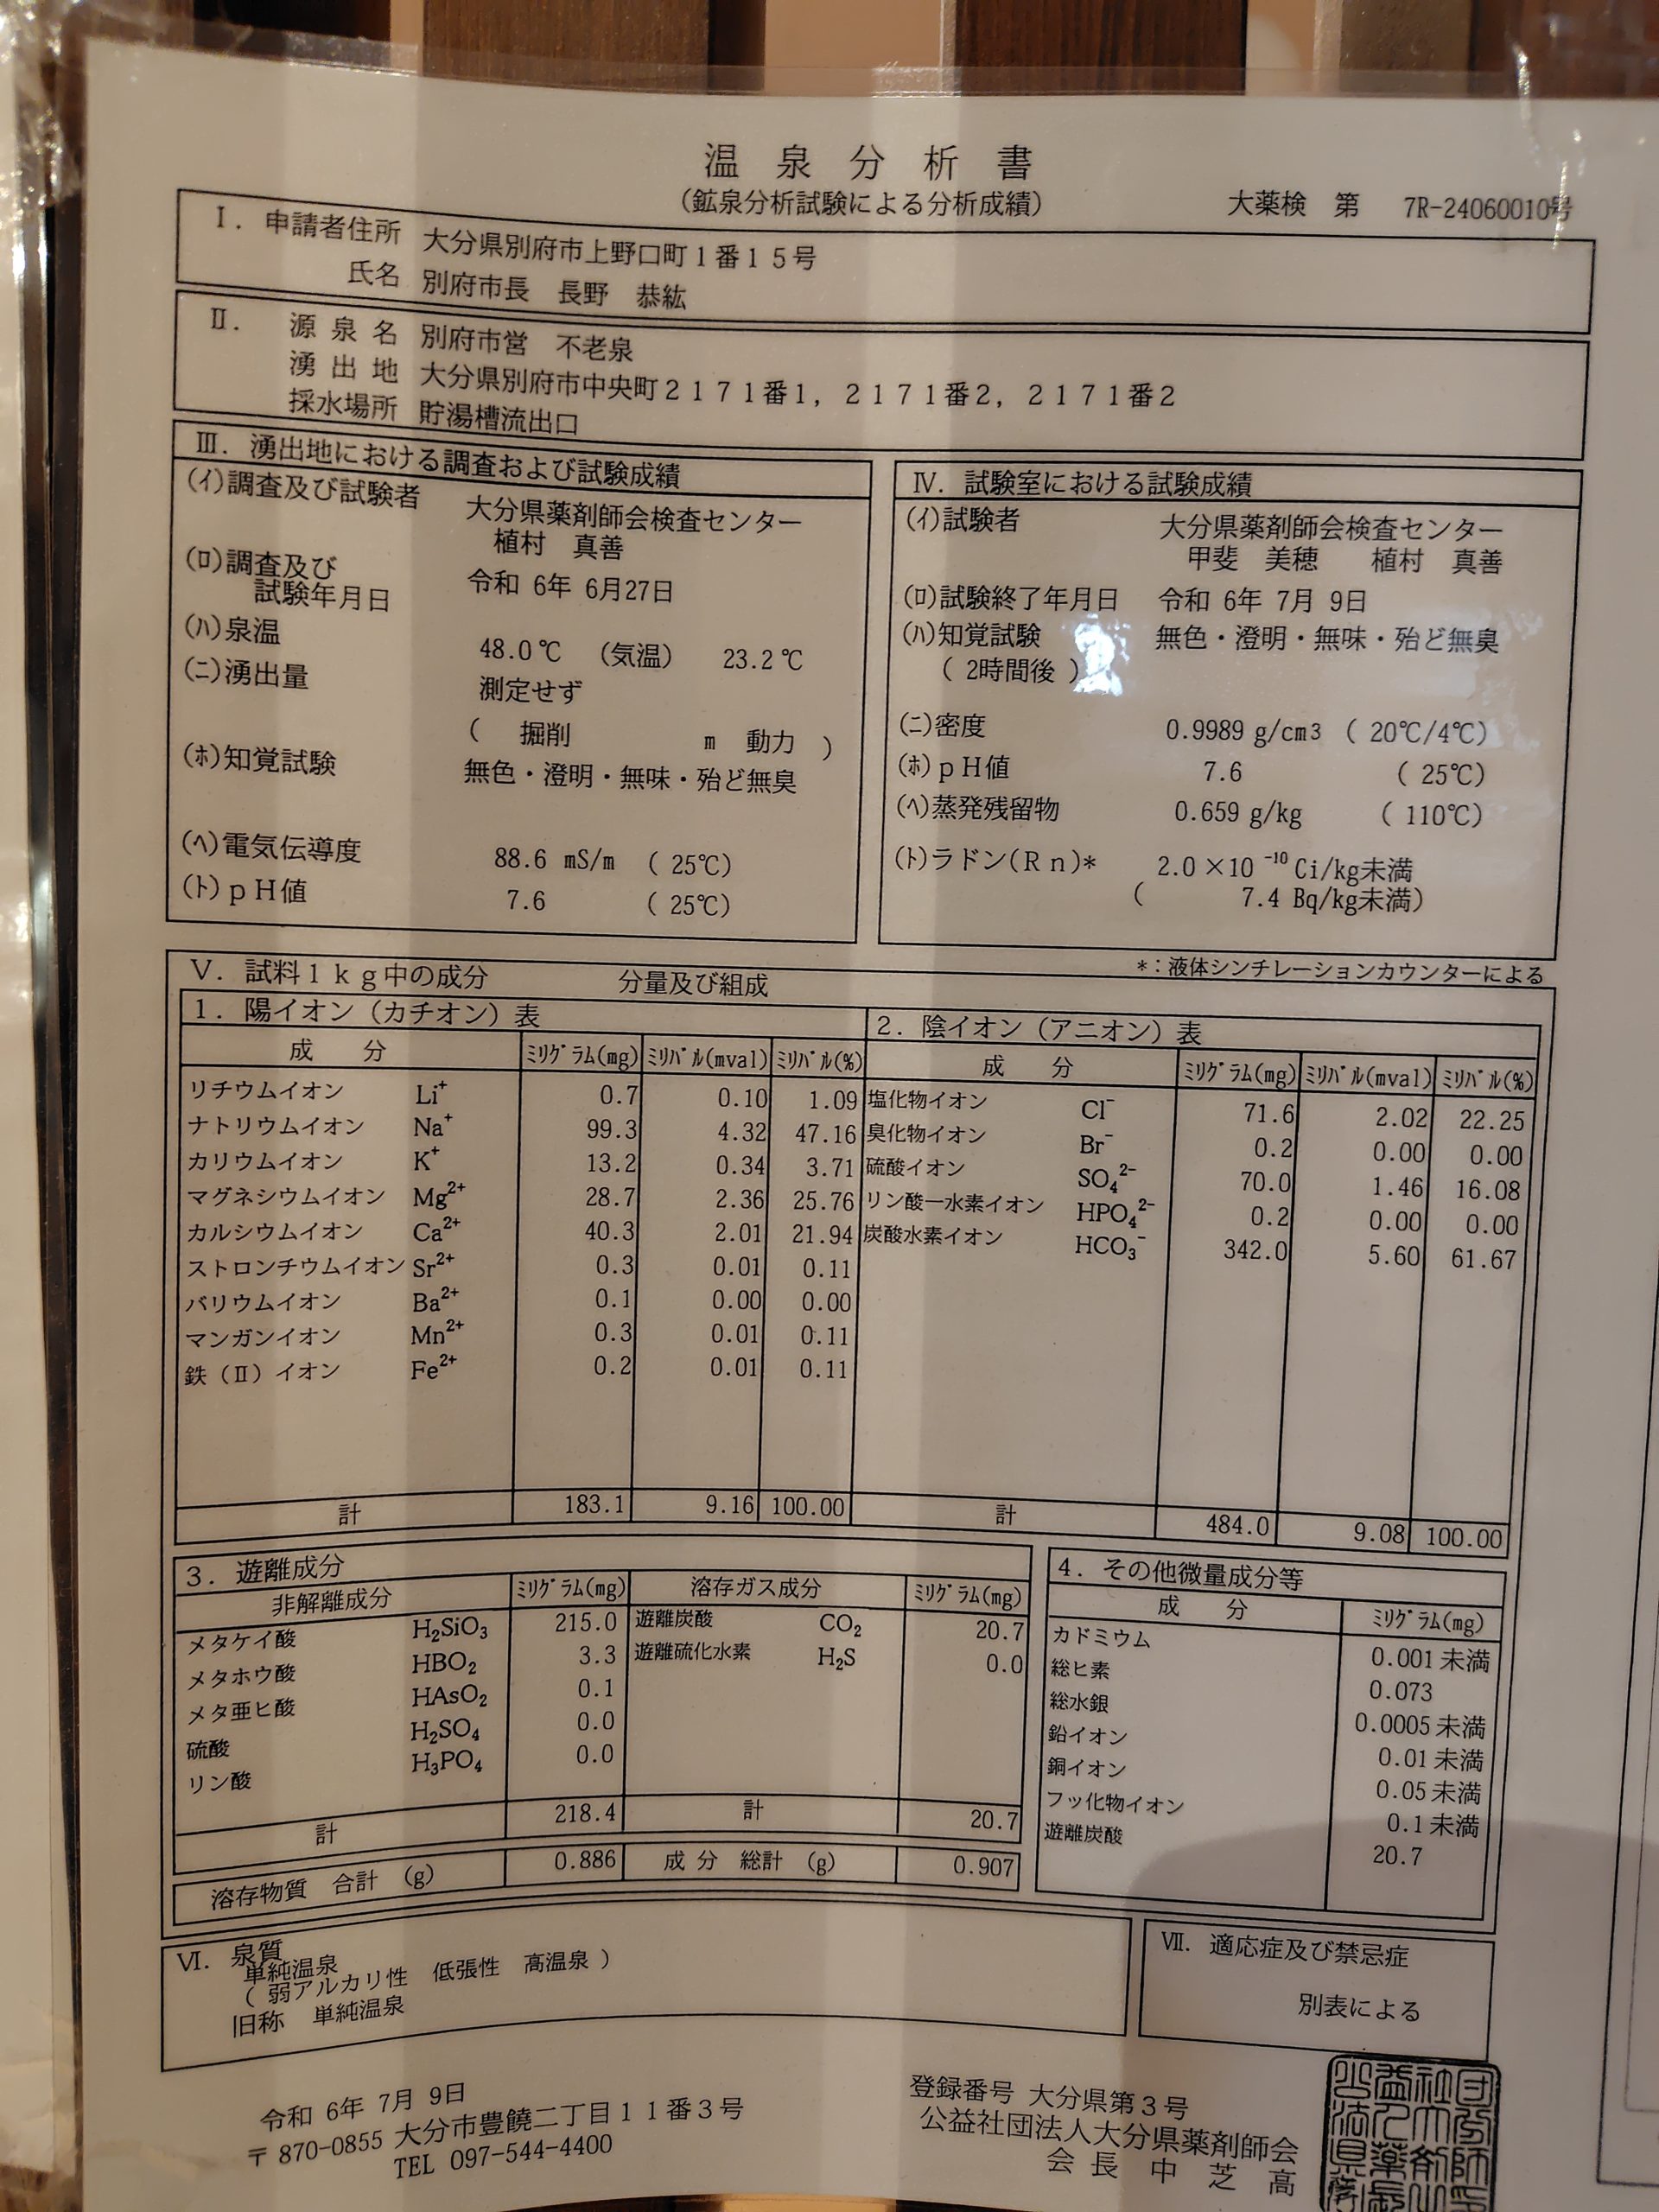 温泉分析書
(鉱泉分析試験による分析成績) 大薬検 第 7R-24060010号
Ⅰ. 申請者住所 大分県別府市上野口町1番15号
氏名 別府市長 長野 恭紘
Ⅱ. 源泉名 別府市営 不老泉
湧出地 大分県別府市中央町2171番1, 2171番2, 2171番2
採水場所 貯湯槽流出口
Ⅲ. 湧出地における調査および試験成績
(イ)調査及び試験者 大分県薬剤師会検査センター
植村 真善
(ロ)調査及び
試験年月日 令和 6年 6月27日
(ハ)泉温 48.0℃ (気温) 23.2℃
(ニ)湧出量 測定せず
( 掘削 m 動力 )
(ホ)知覚試験 無色・澄明・無味・殆ど無臭
(ヘ)電気伝導度 88.6 mS/m ( 25℃)
(ト)pH値 7.6 ( 25℃)
Ⅳ. 試験室における試験成績
(イ)試験者 大分県薬剤師会検査センター
甲斐 美穂 植村 真善
(ロ)試験終了年月日 令和 6年 7月 9日
(ハ)知覚試験 無色・澄明・無味・殆ど無臭
( 2時間後 )
(ニ)密度 0.9989 g/cm3 ( 20℃/4℃)
(ホ)pH値 7.6 ( 25℃)
(ヘ)蒸発残留物 0.659 g/kg ( 110℃)
(ト)ラドン(Rn)* 2.0×10⁻¹⁰ Ci/kg未満
( 7.4 Bq/kg未満)
*:液体シンチレーションカウンターによる
Ⅴ. 試料1kg中の成分 分量及び組成
1. 陽イオン(カチオン)表
成分 ミリグラム(mg) ミリバル(mval) ミリバル(%)
リチウムイオン Li⁺ 0.7 0.10 1.09
ナトリウムイオン Na⁺ 99.3 4.32 47.16
カリウムイオン K⁺ 13.2 0.34 3.71
マグネシウムイオン Mg²⁺ 28.7 2.36 25.76
カルシウムイオン Ca²⁺ 40.3 2.01 21.94
ストロンチウムイオン Sr²⁺ 0.3 0.01 0.11
バリウムイオン Ba²⁺ 0.1 0.00 0.00
マンガンイオン Mn²⁺ 0.3 0.01 0.11
鉄(Ⅱ)イオン Fe²⁺ 0.2 0.01 0.11
計 183.1 9.16 100.00
2. 陰イオン(アニオン)表
成分 ミリグラム(mg) ミリバル(mval) ミリバル(%)
塩化物イオン Cl⁻ 71.6 2.02 22.25
臭化物イオン Br⁻ 0.2 0.00 0.00
硫酸イオン SO₄²⁻ 70.0 1.46 16.08
リン酸一水素イオン HPO₄²⁻ 0.2 0.00 0.00
炭酸水素イオン HCO₃⁻ 342.0 5.60 61.67
計 484.0 9.08 100.00
3. 遊離成分
非解離成分 ミリグラム(mg) 溶存ガス成分 ミリグラム(mg)
メタケイ酸 H₂SiO₃ 215.0 遊離炭酸 CO₂ 20.7
メタホウ酸 HBO₂ 3.3 遊離硫化水素 H₂S 0.0
メタ亜ヒ酸 HAsO₂ 0.1
硫酸 H₂SO₄ 0.0
リン酸 H₃PO₄ 0.0
計 218.4 計 20.7
溶存物質 合計 (g) 0.886 成分 総計 (g) 0.907
4. その他微量成分等
成分 ミリグラム(mg)
カドミウム 0.001未満
総ヒ素 0.073
総水銀 0.0005未満
鉛イオン 0.01未満
銅イオン 0.05未満
フッ化物イオン 0.1未満
遊離炭酸 20.7
Ⅵ. 泉質
単純温泉
( 弱アルカリ性 低張性 高温泉 )
旧称 単純温泉
Ⅶ. 適応症及び禁忌症
別表による
令和 6年 7月 9日
〒870-0855 大分市豊饒二丁目11番3号
TEL 097-544-4400
登録番号 大分県第3号
公益社団法人大分県薬剤師会
会長 中芝高